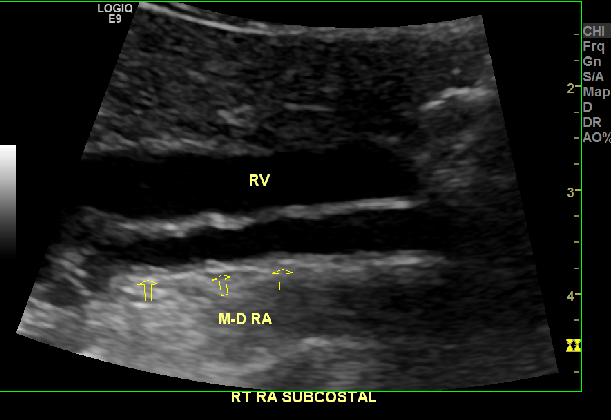 LOGIQ
E9
CHI
Frq
Gn
S/A
Map
D
DR
AO%
2
3
4
RV
M-D RA
RT RA SUBCOSTAL